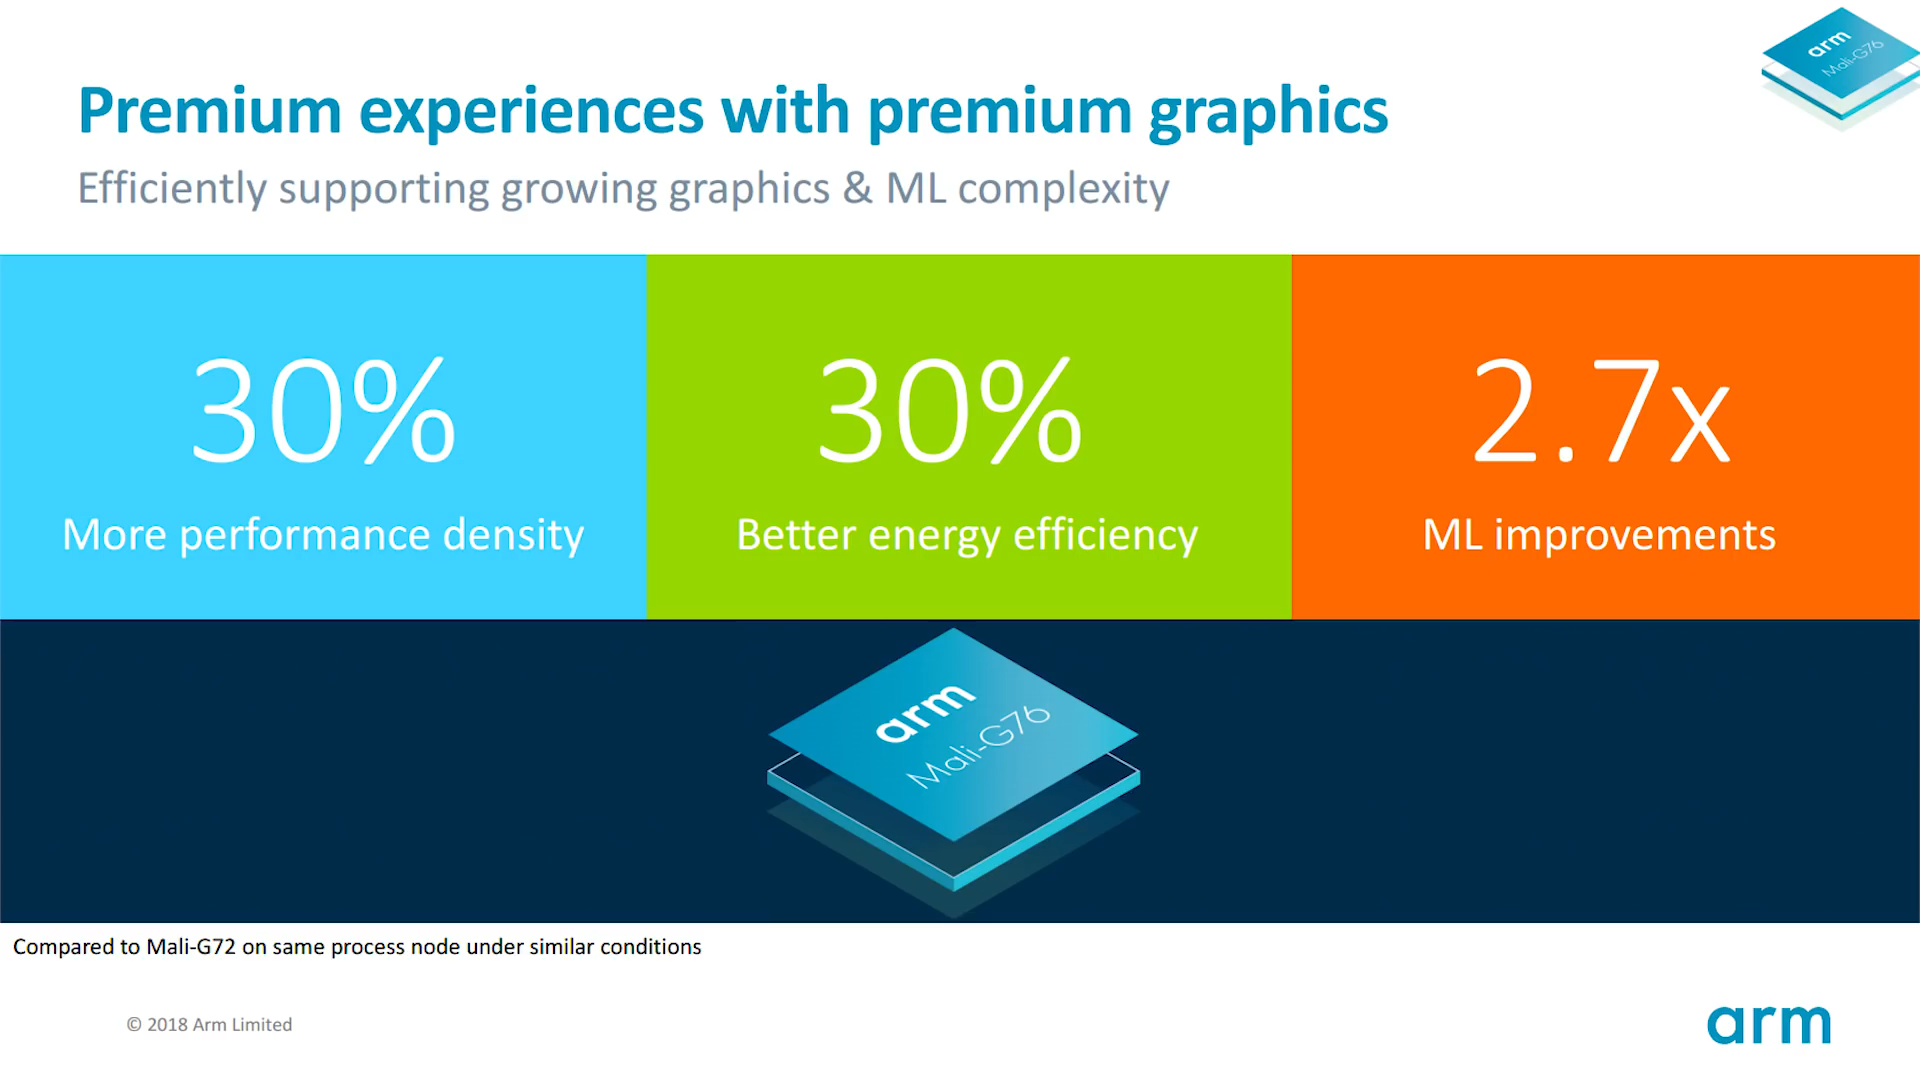 arm
Mali-G76
Premium experiences with premium graphics
Efficiently supporting growing graphics & ML complexity
30%
More performance density
30%
Better energy efficiency
2.7x
ML improvements
arm
Mali-G76
Compared to Mali-G72 on same process node under similar conditions
© 2018 Arm Limited
arm